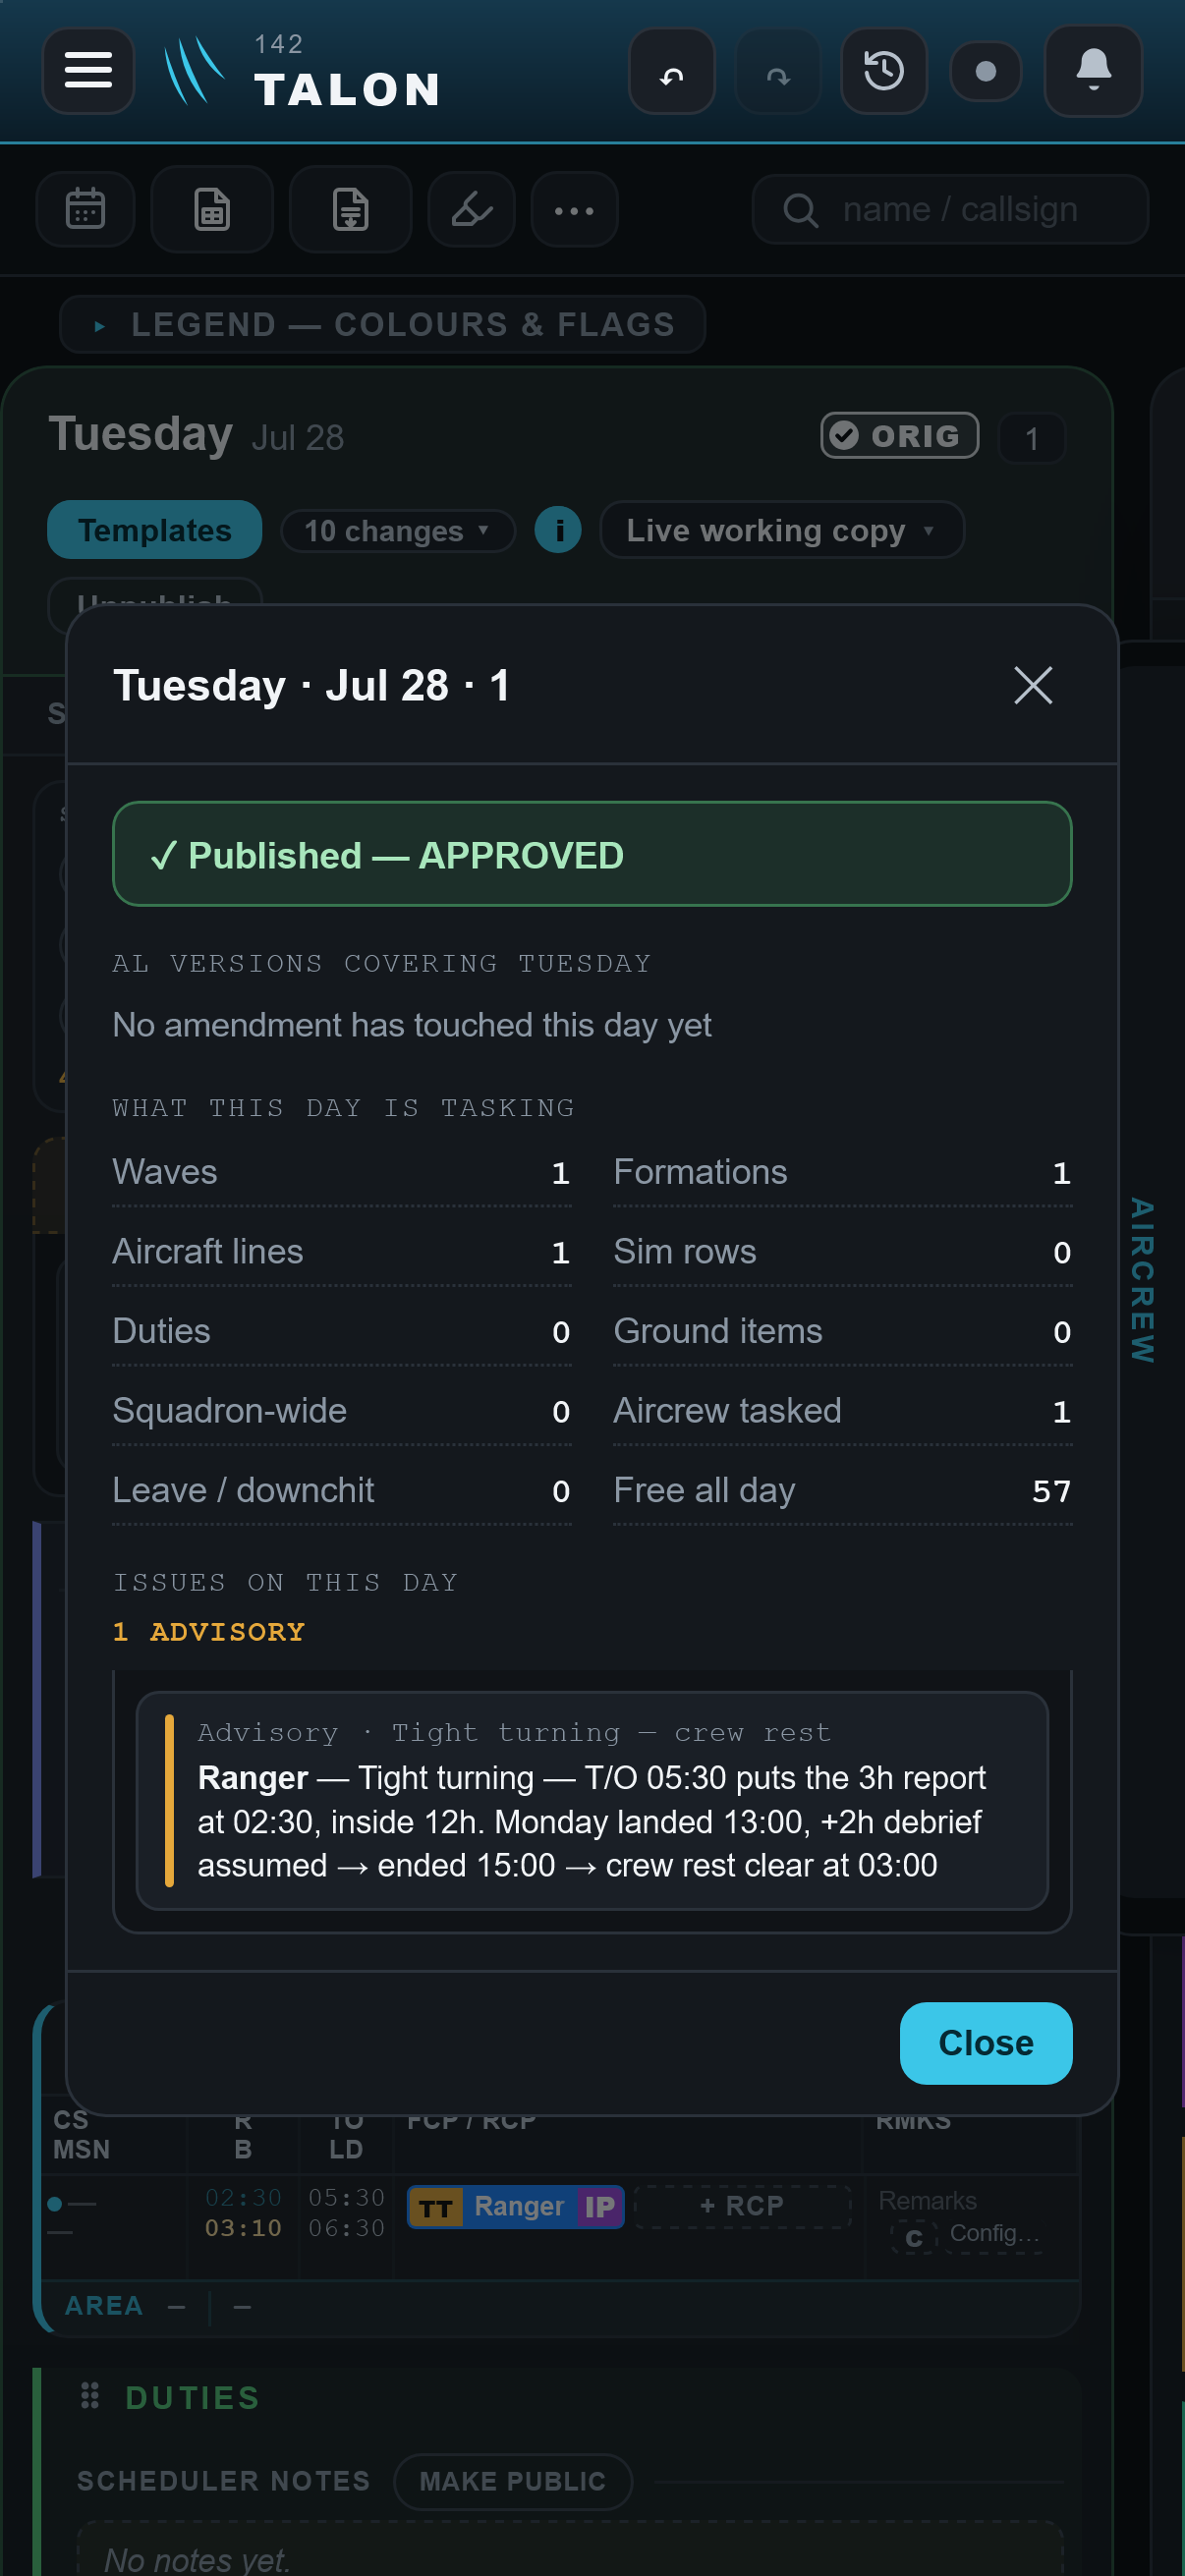 142
TALON
name / callsign
▸ LEGEND — COLOURS & FLAGS
Tuesday Jul 28
ORIG 1
Templates 10 changes ▾ i Live working copy ▾
Unpublish
Tuesday · Jul 28 · 1
✓ Published — APPROVED
AL VERSIONS COVERING TUESDAY
No amendment has touched this day yet
WHAT THIS DAY IS TASKING
Waves 1 Formations 1
Aircraft lines 1 Sim rows 0
Duties 0 Ground items 0
Squadron-wide 0 Aircrew tasked 1
Leave / downchit 0 Free all day 57
AIRCREW
ISSUES ON THIS DAY
1 ADVISORY
Advisory · Tight turning — crew rest
Ranger — Tight turning — T/O 05:30 puts the 3h report
at 02:30, inside 12h. Monday landed 13:00, +2h debrief
assumed → ended 15:00 → crew rest clear at 03:00
Close
CS R TO FCP / RCP RMKS
MSN B LD
— 02:30 05:30 TT Ranger IP + RCP Remarks
— 03:10 06:30 C Config...
AREA — —
DUTIES
SCHEDULER NOTES MAKE PUBLIC
No notes yet.